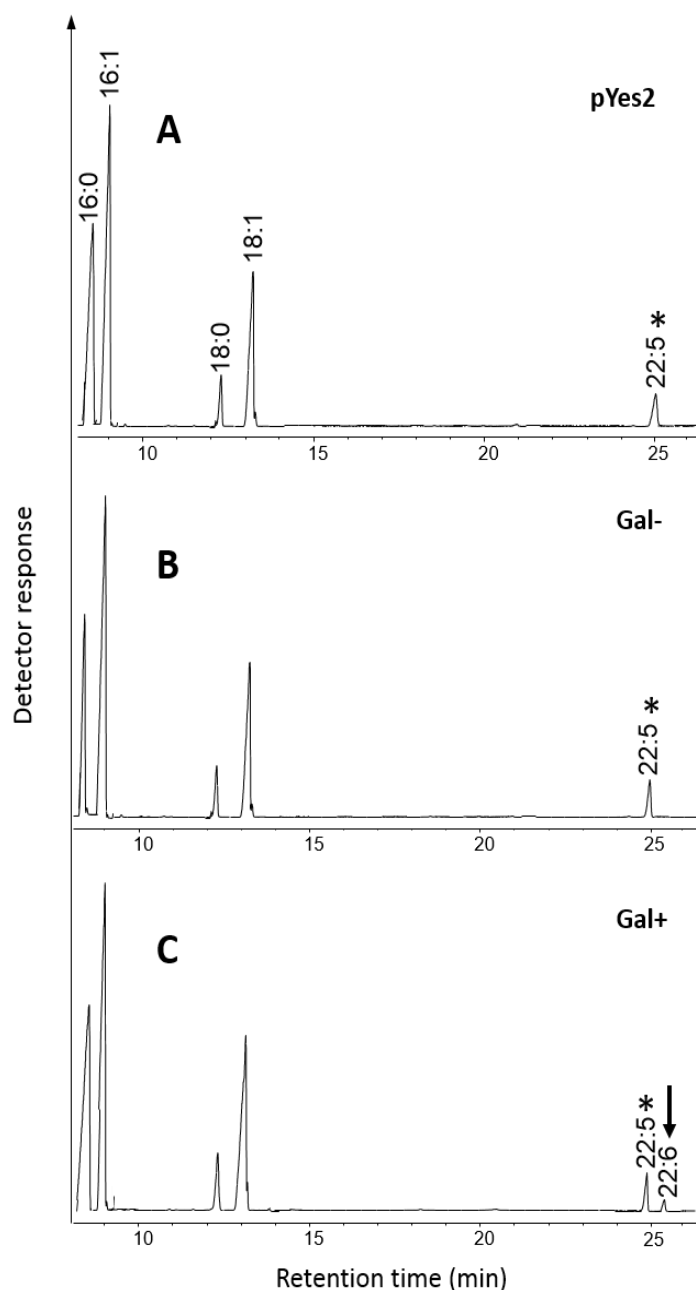 pYes2
A
16:0
16:1
18:0
18:1
22:5 *
10 15 20 25
Gal-
B
22:5 *
10 15 20 25
Gal+
C
22:5 *
22:6
10 15 20 25
Detector response
Retention time (min)